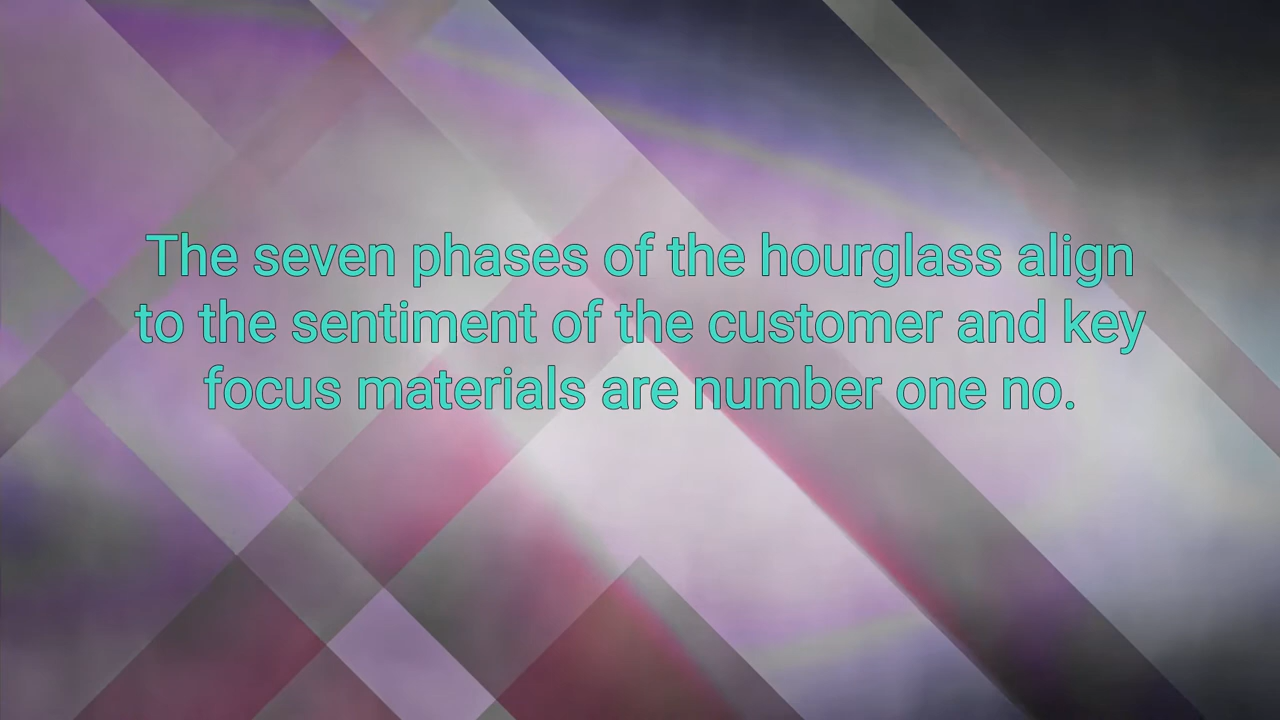 The seven phases of the hourglass align
to the sentiment of the customer and key
focus materials are number one no.